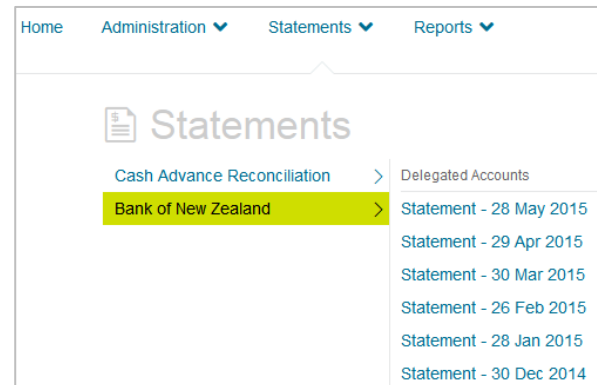 Home Administration Statements Reports
Statements
Cash Advance Reconciliation
Bank of New Zealand
Delegated Accounts
Statement - 28 May 2015
Statement - 29 Apr 2015
Statement - 30 Mar 2015
Statement - 26 Feb 2015
Statement - 28 Jan 2015
Statement - 30 Dec 2014